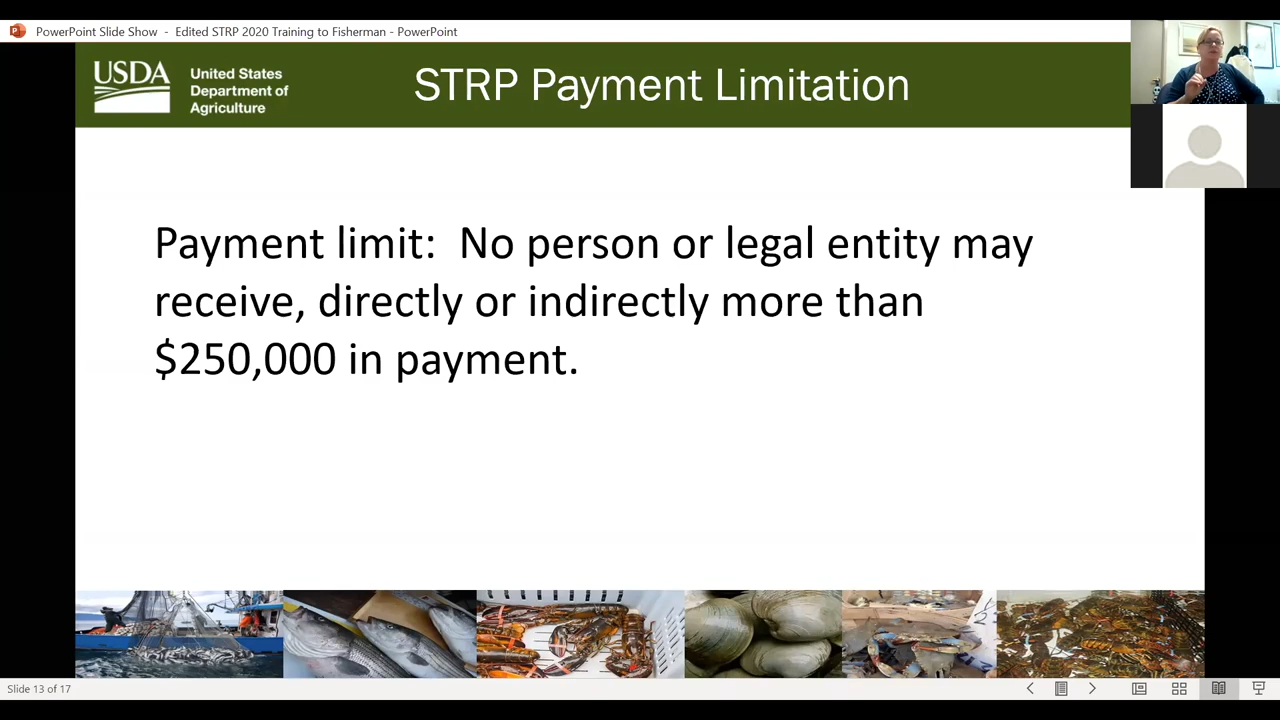 PowerPoint Slide Show - Edited STRP 2020 Training to Fisherman - PowerPoint
USDA
United States
Department of
Agriculture
STRP Payment Limitation
Payment limit: No person or legal entity may
receive, directly or indirectly more than
$250,000 in payment.
Slide 13 of 17